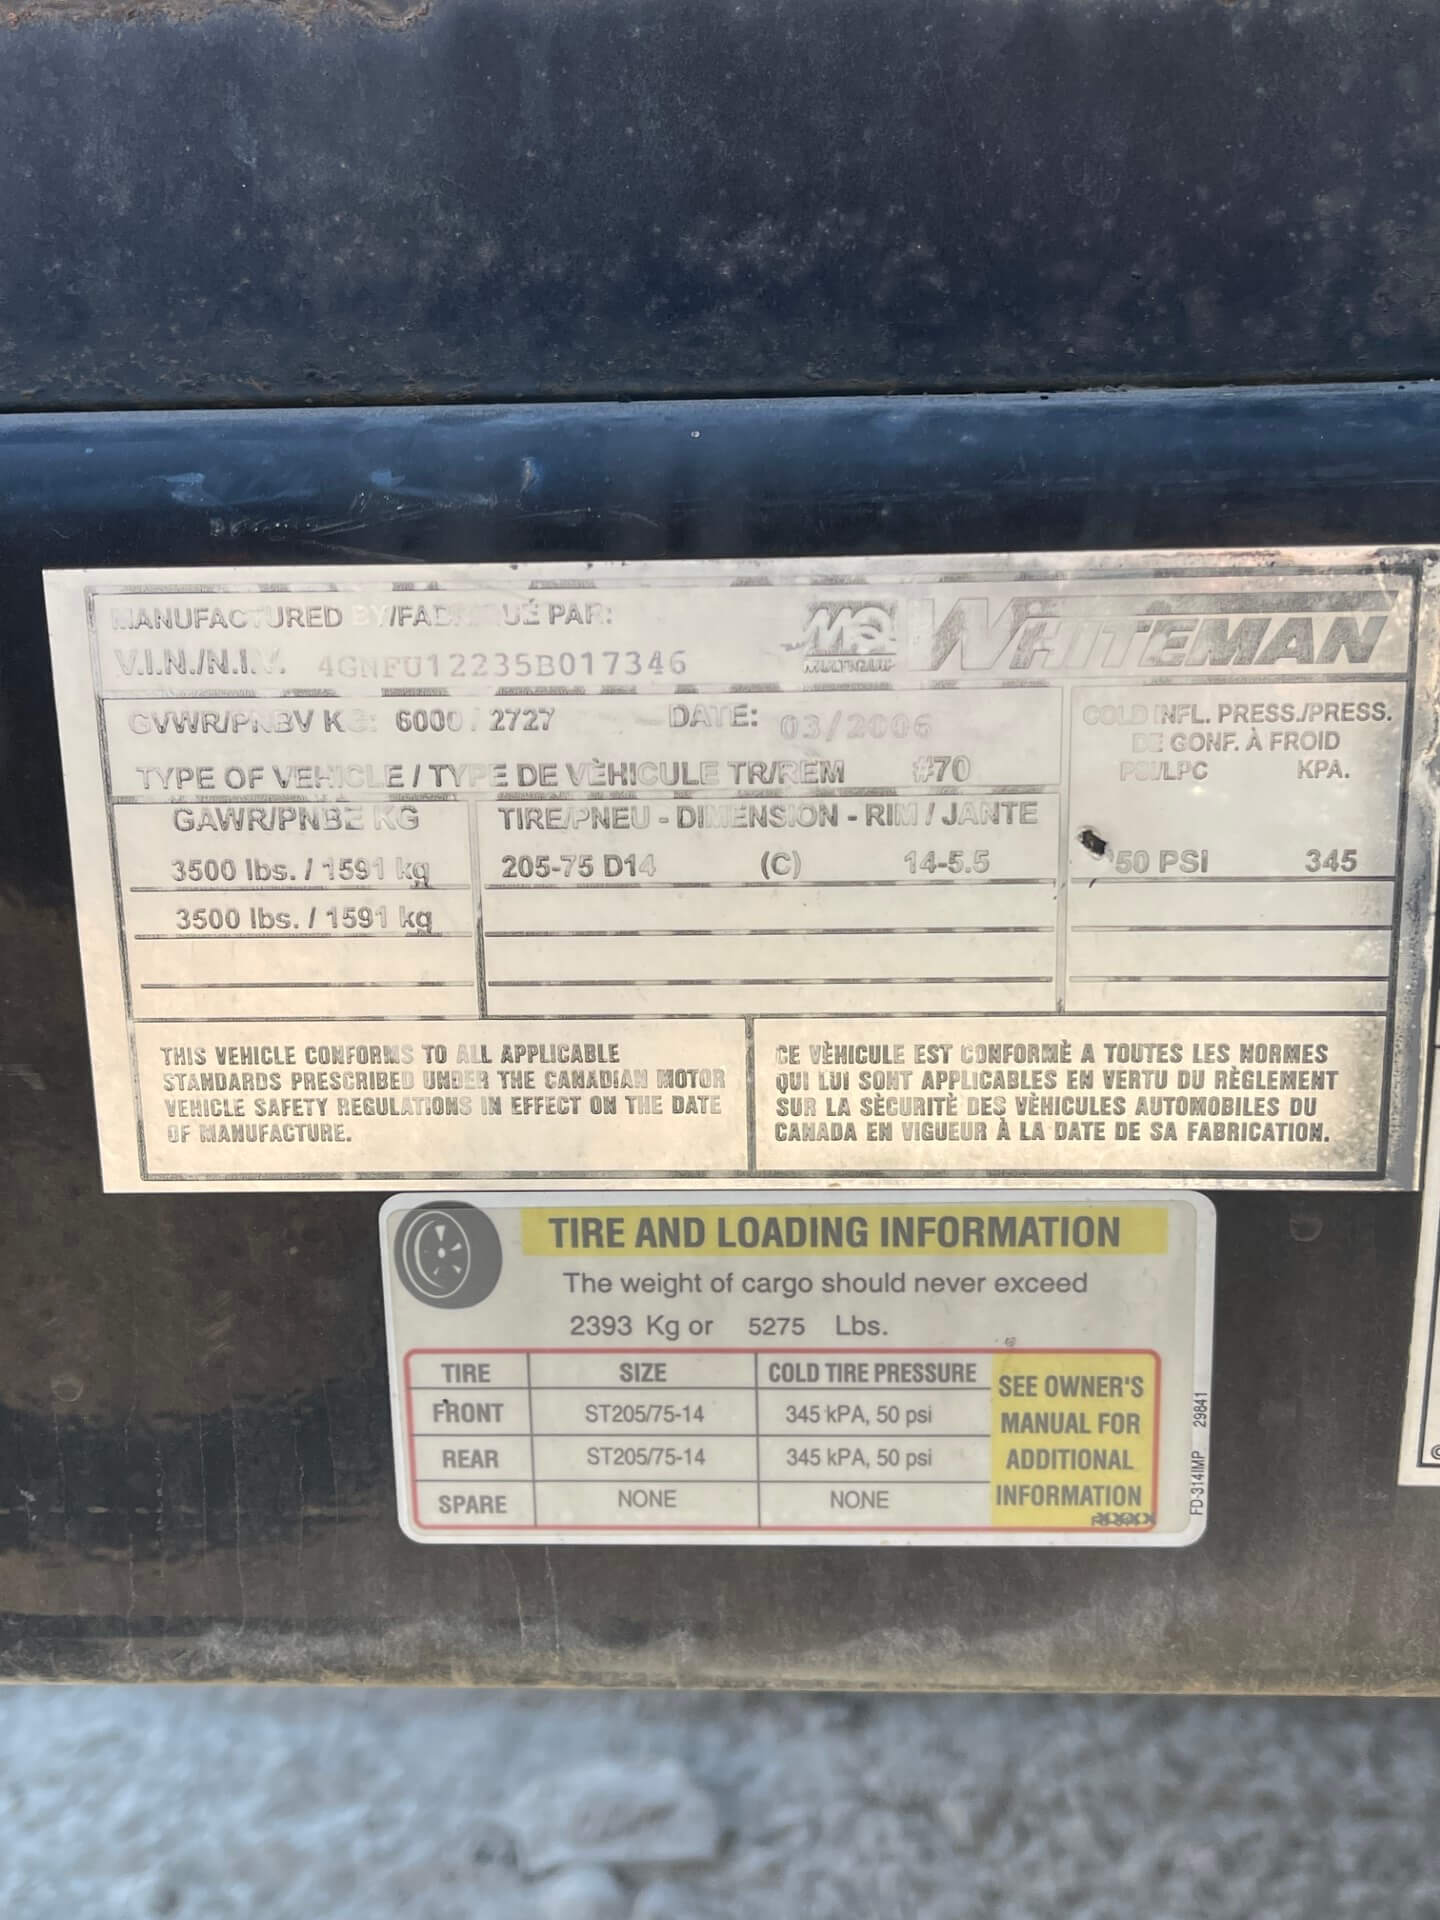 MANUFACTURED BY/FABRIQUÉ PAR:
MQ
MULTIQUIP
WHITEMAN
V.I.N./N.I.V. 4GNFU12235B017346
GVWR/PNBV KG: 6000 / 2727 DATE: 03/2006
TYPE OF VEHICLE / TYPE DE VÈHICULE TR/REM #70
COLD INFL. PRESS./PRESS.
DE GONF. À FROID
PSI/LPC KPA.
GAWR/PNBE KG TIRE/PNEU - DIMENSION - RIM / JANTE
3500 lbs. / 1591 kg 205-75 D14 (C) 14-5.5 50 PSI 345
3500 lbs. / 1591 kg
THIS VEHICLE CONFORMS TO ALL APPLICABLE
STANDARDS PRESCRIBED UNDER THE CANADIAN MOTOR
VEHICLE SAFETY REGULATIONS IN EFFECT ON THE DATE
OF MANUFACTURE.
CE VÈHICULE EST CONFORMÈ A TOUTES LES NORMES
QUI LUI SONT APPLICABLES EN VERTU DU RÈGLEMENT
SUR LA SÈCURITÈ DES VÈHICULES AUTOMOBILES DU
CANADA EN VIGUEUR À LA DATE DE SA FABRICATION.
TIRE AND LOADING INFORMATION
The weight of cargo should never exceed
2393 Kg or 5275 Lbs.
TIRE SIZE COLD TIRE PRESSURE
FRONT ST205/75-14 345 kPA, 50 psi
REAR ST205/75-14 345 kPA, 50 psi
SPARE NONE NONE
SEE OWNER'S
MANUAL FOR
ADDITIONAL
INFORMATION
FD-314IMP 29841